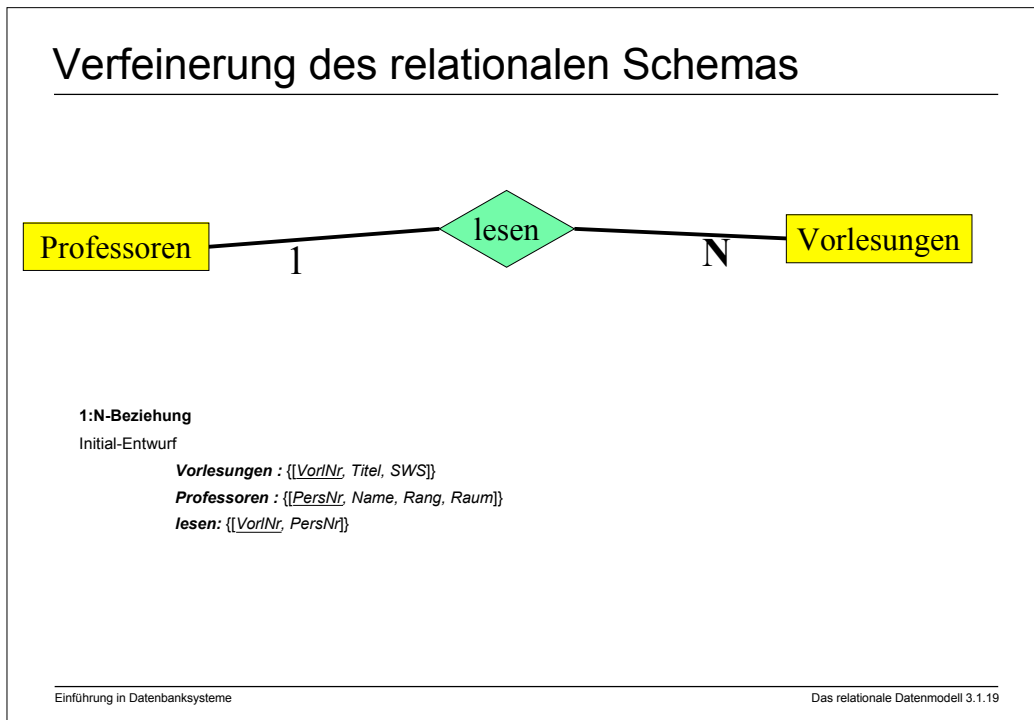 Verfeinerung des relationalen Schemas
Professoren
1
lesen
N
Vorlesungen
1:N-Beziehung
Initial-Entwurf
Vorlesungen : {[VorlNr, Titel, SWS]}
Professoren : {[PersNr, Name, Rang, Raum]}
lesen: {[VorlNr, PersNr]}
Einführung in Datenbanksysteme
Das relationale Datenmodell 3.1.19